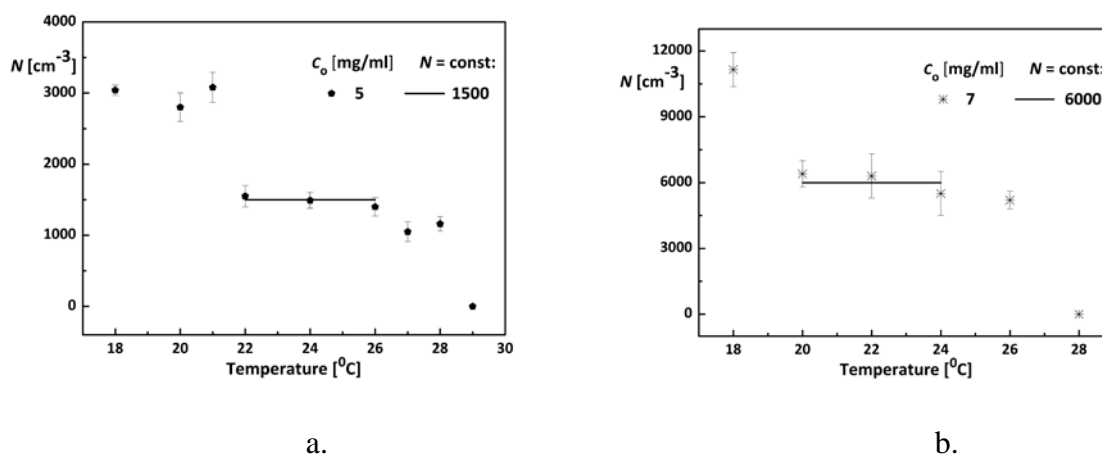 4000
N [cm⁻³]
C₀ [mg/ml] N = const:
5 1500
3000
2000
1000
0
18 20 22 24 26 28 30
Temperature [⁰C]
a.
12000
N [cm⁻³]
C₀ [mg/ml] N = const:
7 6000
9000
6000
3000
0
18 20 22 24 26 28
Temperature [⁰C]
b.